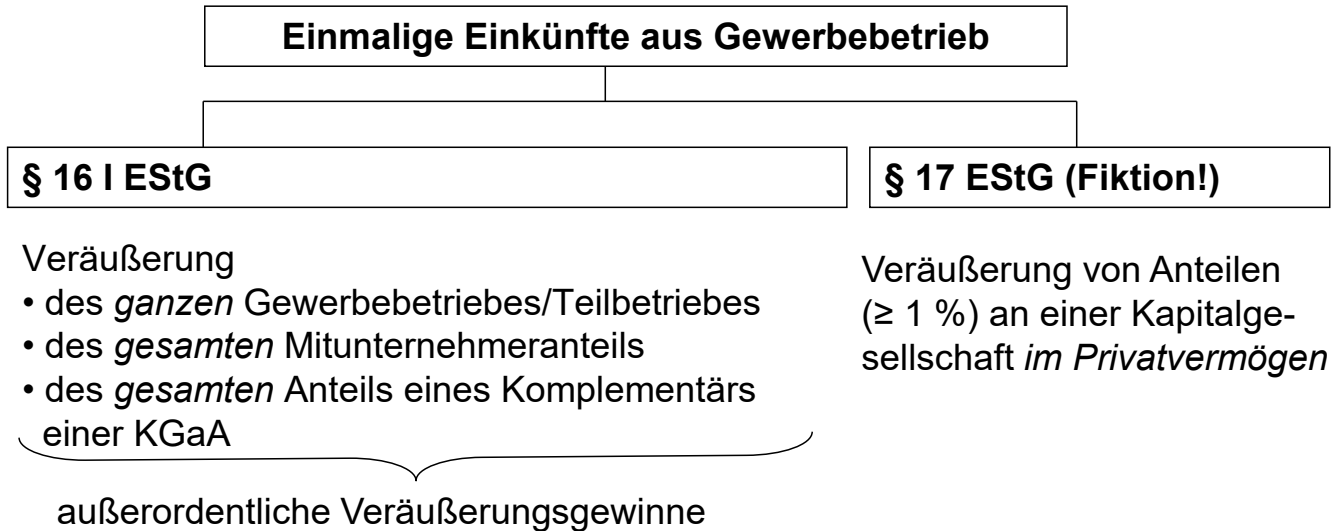 Einmalige Einkünfte aus Gewerbebetrieb
§ 16 I EStG
Veräußerung
• des ganzen Gewerbebetriebes/Teilbetriebes
• des gesamten Mitunternehmeranteils
• des gesamten Anteils eines Komplementärs
einer KGaA
außerordentliche Veräußerungsgewinne
§ 17 EStG (Fiktion!)
Veräußerung von Anteilen
(≥ 1 %) an einer Kapitalge-
sellschaft im Privatvermögen